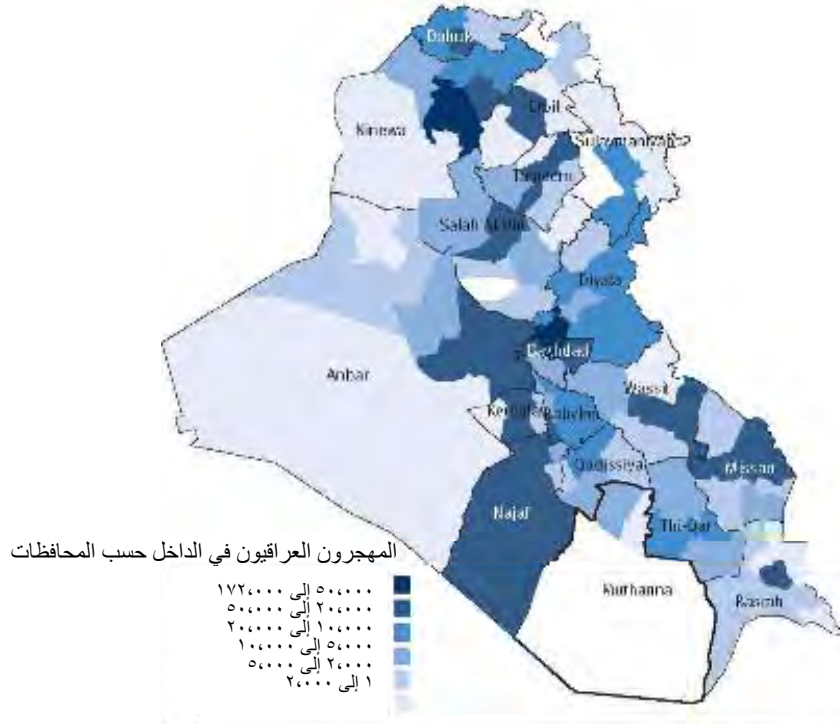 Dahuk
Ninewa
Erbil
Sulaymaniyah
Salah Al Din
Diyala
Baghdad
Anbar
Wassit
Kerbala
Babylon
Qadissiya
Missan
Najaf
Thi-Qar
المهجرون العراقيون في الداخل حسب المحافظات
Muthanna
Basrah
٥٠،٠٠٠ إلى ١٧٢،٠٠٠
٢٠،٠٠٠ إلى ٥٠،٠٠٠
١٠،٠٠٠ إلى ٢٠،٠٠٠
٥،٠٠٠ إلى ١٠،٠٠٠
٢،٠٠٠ إلى ٥،٠٠٠
١ إلى ٢،٠٠٠